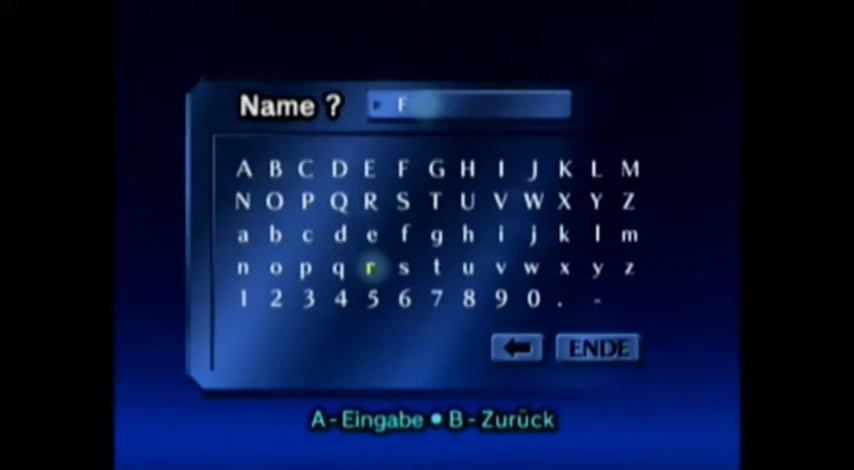 Name ? F
A B C D E F G H I J K L M
N O P Q R S T U V W X Y Z
a b c d e f g h i j k l m
n o p q r s t u v w x y z
1 2 3 4 5 6 7 8 9 0 . -
ENDE
A - Eingabe • B - Zurück